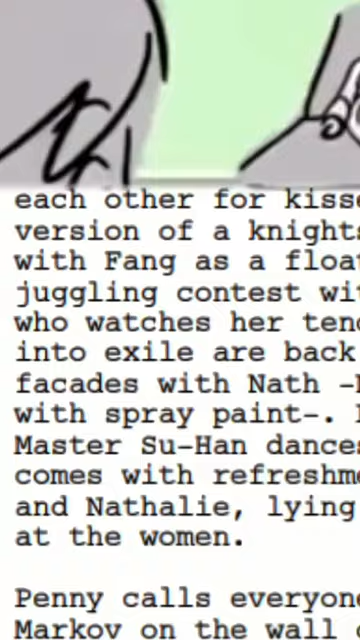 each other for kisse
version of a knights
with Fang as a float
juggling contest wit
who watches her tend
into exile are back
facades with Nath -
with spray paint-.
Master Su-Han dances
comes with refreshme
and Nathalie, lying
at the women.

Penny calls everyone
Markov on the wall